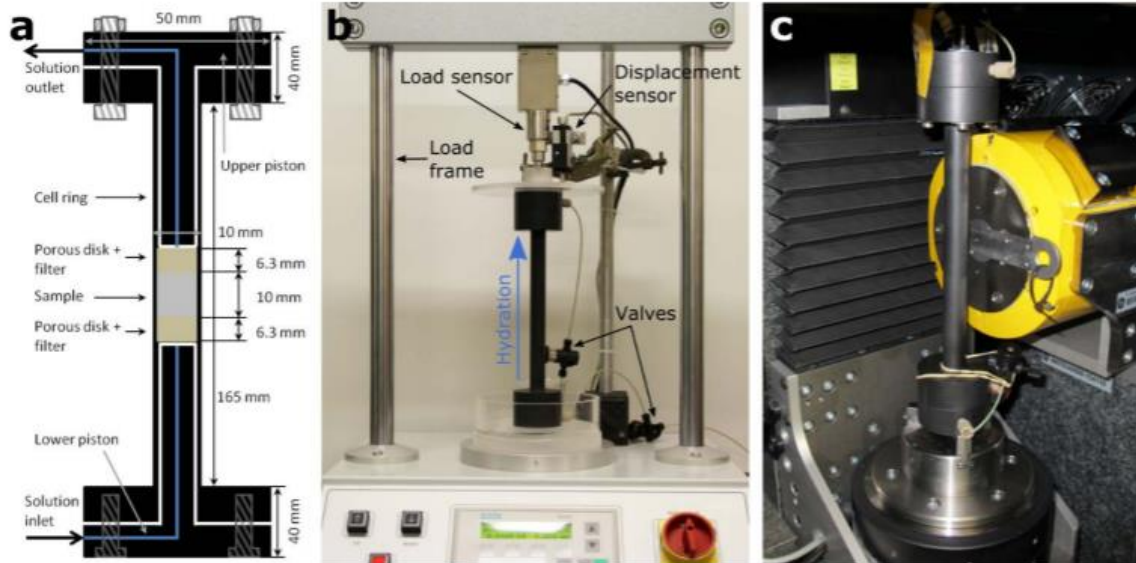 a
50 mm
Solution
outlet
40 mm
Upper piston
Cell ring
10 mm
Porous disk +
filter
6.3 mm
Sample
10 mm
Porous disk +
filter
6.3 mm
165 mm
Lower piston
Solution
inlet
40 mm
b
Load sensor
Displacement
sensor
Load
frame
Hydration
Valves
c